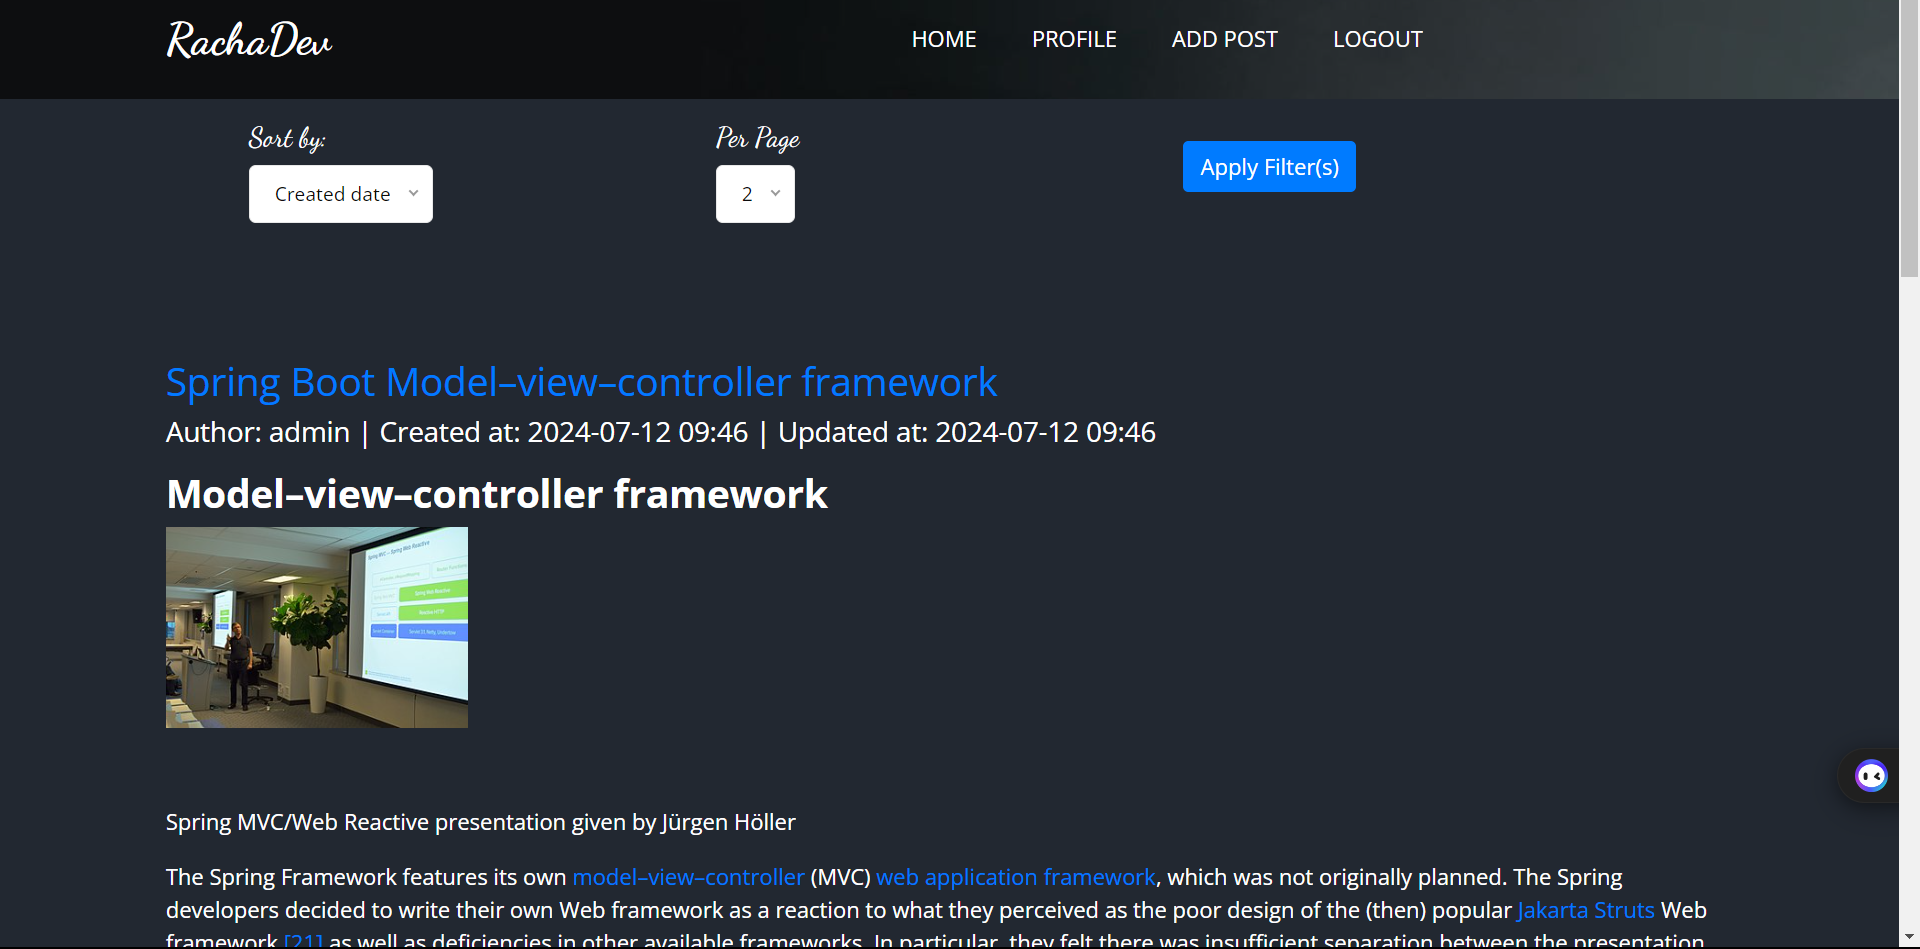 RachaDev
HOME PROFILE ADD POST LOGOUT
Sort by:
Per Page
Apply Filter(s)
Created date
2
Spring Boot Model–view–controller framework
Author: admin | Created at: 2024-07-12 09:46 | Updated at: 2024-07-12 09:46
Model–view–controller framework
Spring MVC/Web Reactive presentation given by Jürgen Höller
The Spring Framework features its own model–view–controller (MVC) web application framework, which was not originally planned. The Spring
developers decided to write their own Web framework as a reaction to what they perceived as the poor design of the (then) popular Jakarta Struts Web
framework [21] as well as deficiencies in other available frameworks. In particular, they felt there was insufficient separation between the presentation